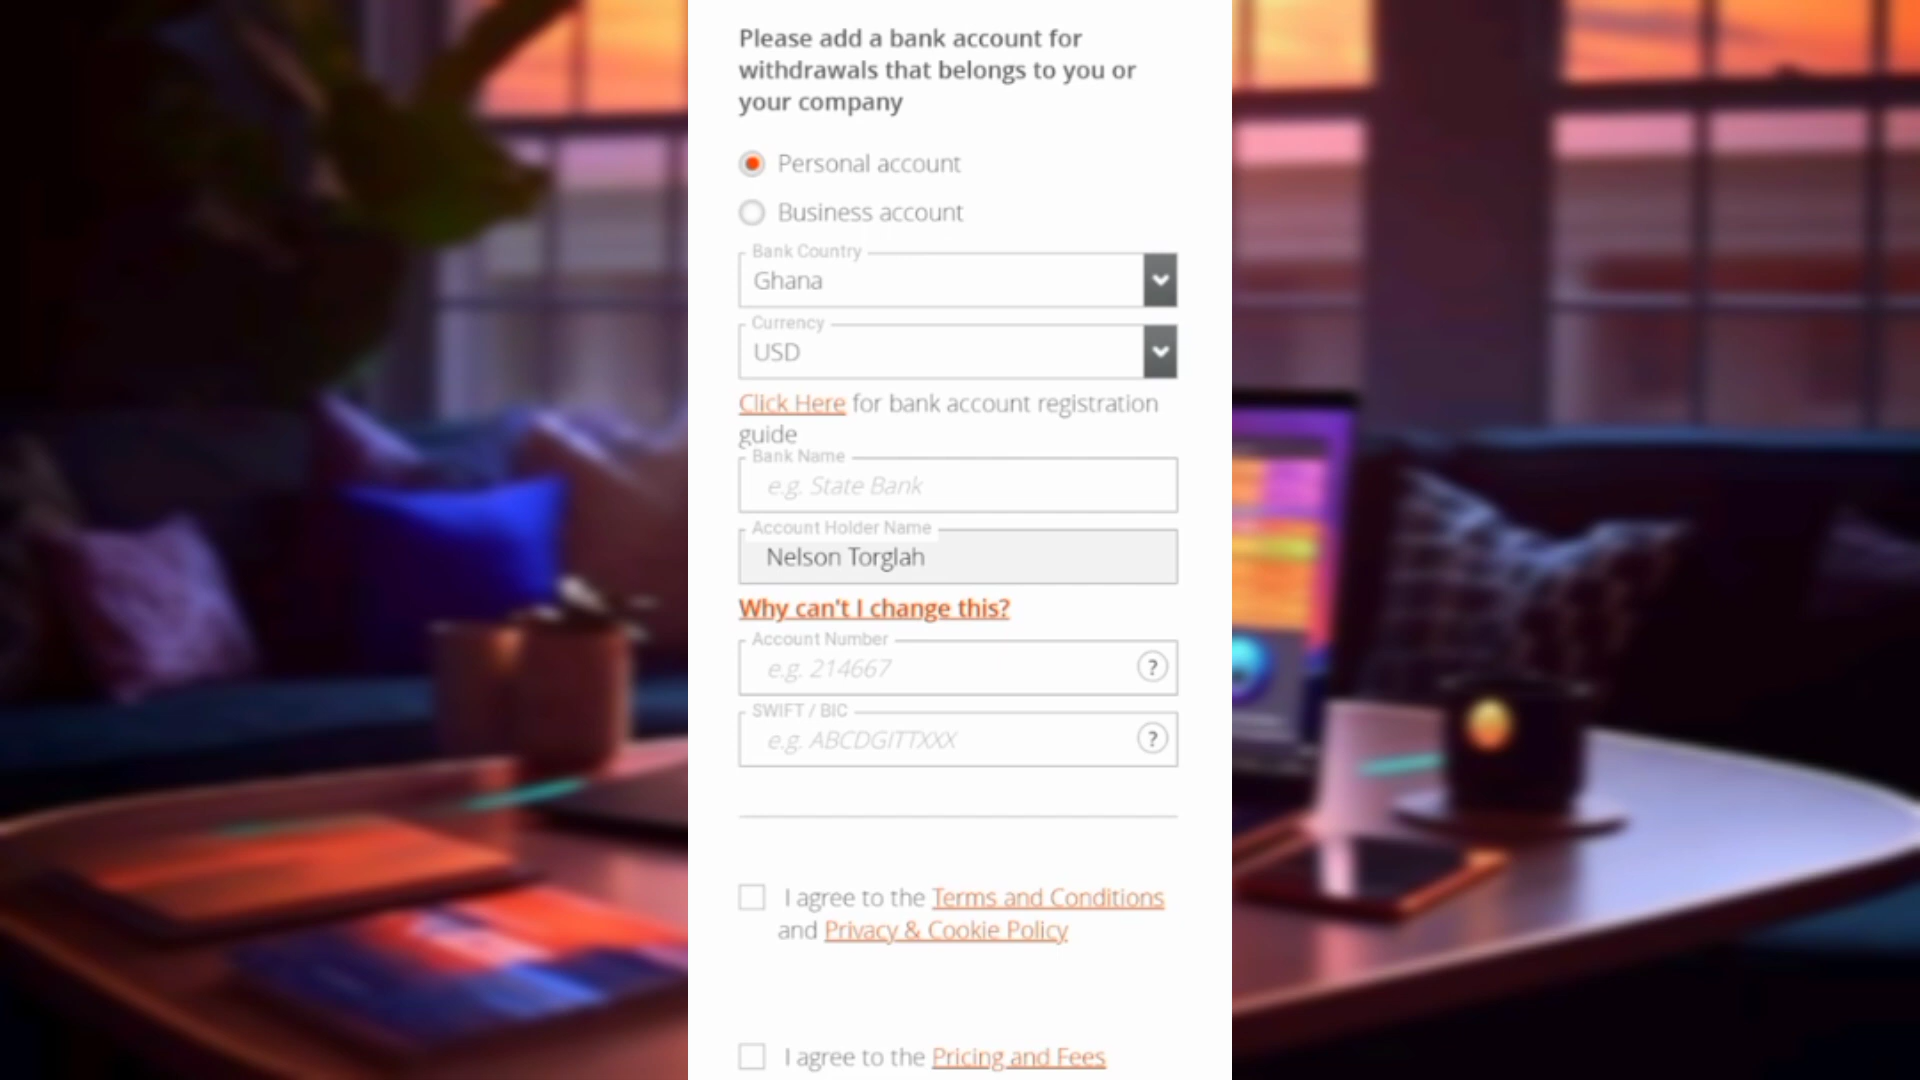 Please add a bank account for
withdrawals that belongs to you or
your company
Personal account
Business account
Bank Country
Ghana
Currency
USD
Click Here for bank account registration
guide
Bank Name
e.g. State Bank
Account Holder Name
Nelson Torglah
Why can't I change this?
Account Number
e.g. 214667
?
SWIFT / BIC
e.g. ABCDGITTXXX
?
I agree to the Terms and Conditions
and Privacy & Cookie Policy
I agree to the Pricing and Fees